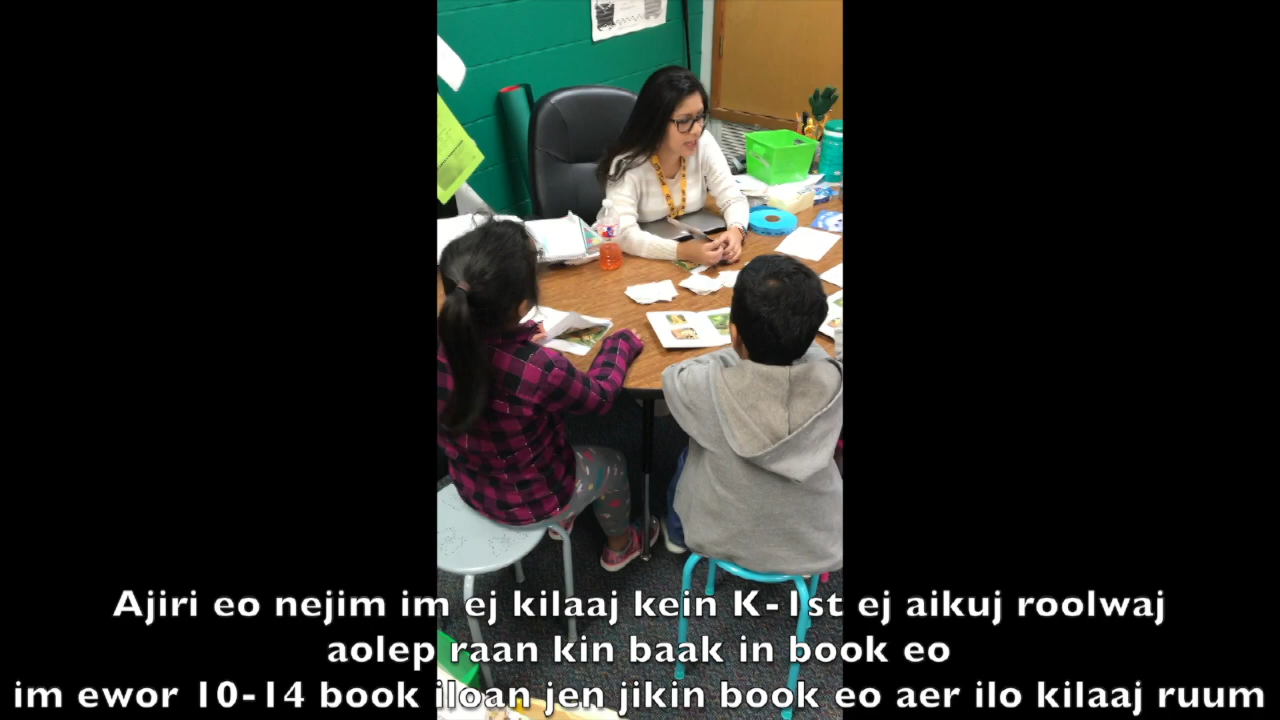 Ajiri eo nejim im ej kilaaj kein K-1st ej aikuj roolwaj
aolep raan kin baak in book eo
im ewor 10-14 book iloan jen jikin book eo aer ilo kilaaj ruum